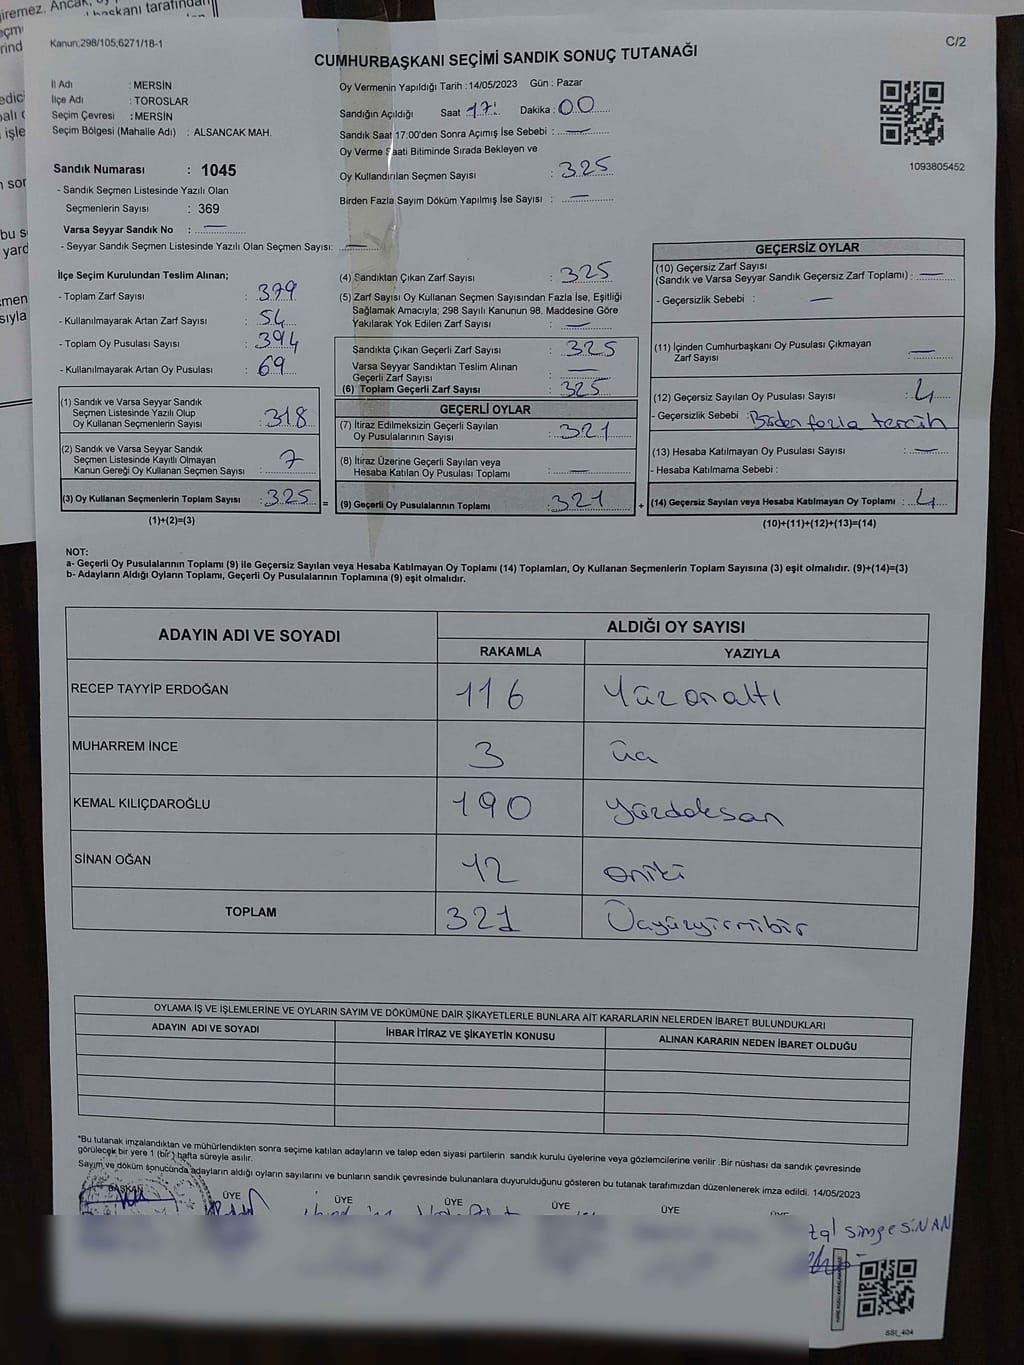 Kanun;298/105;6271/18-1
C/2
CUMHURBAŞKANI SEÇİMİ SANDIK SONUÇ TUTANAĞI
İl Adı : MERSİN
İlçe Adı : TOROSLAR
Seçim Çevresi : MERSİN
Seçim Bölgesi (Mahalle Adı) : ALSANCAK MAH.
Sandık Numarası : 1045
- Sandık Seçmen Listesinde Yazılı Olan
Seçmenlerin Sayısı : 369
Varsa Seyyar Sandık No : —
- Seyyar Sandık Seçmen Listesinde Yazılı Olan Seçmen Sayısı: —
Oy Vermenin Yapıldığı Tarih :14/05/2023 Gün : Pazar
Sandığın Açıldığı Saat 17: Dakika : 00
Sandık Saat 17:00'den Sonra Açımış İse Sebebi : —
Oy Verme Saati Bitiminde Sırada Bekleyen ve
Oy Kullandırılan Seçmen Sayısı : 325
Birden Fazla Sayım Döküm Yapılmış İse Sayısı : —
1093805452
İlçe Seçim Kurulundan Teslim Alınan;
- Toplam Zarf Sayısı : 379
- Kullanılmayarak Artan Zarf Sayısı : 54
- Toplam Oy Pusulası Sayısı : 394
- Kullanılmayarak Artan Oy Pusulası : 69
(1) Sandık ve Varsa Seyyar Sandık
Seçmen Listesinde Yazılı Olup
Oy Kullanan Seçmenlerin Sayısı : 318
(2) Sandık ve Varsa Seyyar Sandık
Seçmen Listesinde Kayıtlı Olmayan
Kanun Gereği Oy Kullanan Seçmen Sayısı : 7
(3) Oy Kullanan Seçmenlerin Toplam Sayısı : 325 =
(1)+(2)=(3)
(4) Sandıktan Çıkan Zarf Sayısı : 325
(5) Zarf Sayısı Oy Kullanan Seçmen Sayısından Fazla İse, Eşitliği
Sağlamak Amacıyla; 298 Sayılı Kanunun 98. Maddesine Göre
Yakılarak Yok Edilen Zarf Sayısı : —
Sandıkta Çıkan Geçerli Zarf Sayısı : 325
Varsa Seyyar Sandıktan Teslim Alınan
Geçerli Zarf Sayısı : —
(6) Toplam Geçerli Zarf Sayısı : 325
GEÇERLİ OYLAR
(7) İtiraz Edilmeksizin Geçerli Sayılan
Oy Pusulalarının Sayısı : 321
(8) İtiraz Üzerine Geçerli Sayılan veya
Hesaba Katılan Oy Pusulası Toplamı : —
(9) Geçerli Oy Pusulalarının Toplamı : 321 +
GEÇERSİZ OYLAR
(10) Geçersiz Zarf Sayısı
(Sandık ve Varsa Seyyar Sandık Geçersiz Zarf Toplamı) : —
- Geçersizlik Sebebi : —
(11) İçinden Cumhurbaşkanı Oy Pusulası Çıkmayan
Zarf Sayısı : —
(12) Geçersiz Sayılan Oy Pusulası Sayısı : 4
- Geçersizlik Sebebi : Birden fazla tercih
(13) Hesaba Katılmayan Oy Pusulası Sayısı : —
- Hesaba Katılmama Sebebi :
(14) Geçersiz Sayılan veya Hesaba Katılmayan Oy Toplamı : 4
(10)+(11)+(12)+(13)=(14)
NOT:
a- Geçerli Oy Pusulalarının Toplamı (9) ile Geçersiz Sayılan veya Hesaba Katılmayan Oy Toplamı (14) Toplamları, Oy Kullanan Seçmenlerin Toplam Sayısına (3) eşit olmalıdır. (9)+(14)=(3)
b- Adayların Aldığı Oyların Toplamı, Geçerli Oy Pusulalarının Toplamına (9) eşit olmalıdır.
ADAYIN ADI VE SOYADI ALDIĞI OY SAYISI
RAKAMLA YAZIYLA
RECEP TAYYİP ERDOĞAN 116 Yüzonaltı
MUHARREM İNCE 3 üç
KEMAL KILIÇDAROĞLU 190 yüzdoksan
SİNAN OĞAN 12 oniki
TOPLAM 321 Üçyüzyirmibir
OYLAMA İŞ VE İŞLEMLERİNE VE OYLARIN SAYIM VE DÖKÜMÜNE DAİR ŞİKAYETLERLE BUNLARA AİT KARARLARIN NELERDEN İBARET BULUNDUKLARI
ADAYIN ADI VE SOYADI İHBAR İTİRAZ VE ŞİKAYETİN KONUSU ALINAN KARARIN NEDEN İBARET OLDUĞU
*Bu tutanak imzalandıktan ve mühürlendikten sonra seçime katılan adayların ve talep eden siyasi partilerin sandık kurulu üyelerine veya gözlemcilerine verilir .Bir nüshası da sandık çevresinde
görülecek bir yere 1 (bir ) hafta süreyle asılır.
Sayım ve döküm sonucunda adayların aldığı oyların sayılarını ve bunların sandık çevresinde bulunanlara duyurulduğunu gösteren bu tutanak tarafımızdan düzenlenerek imza edildi. 14/05/2023
BAŞKAN ÜYE ÜYE ÜYE ÜYE ÜYE
simge SİNAN
SSI_404